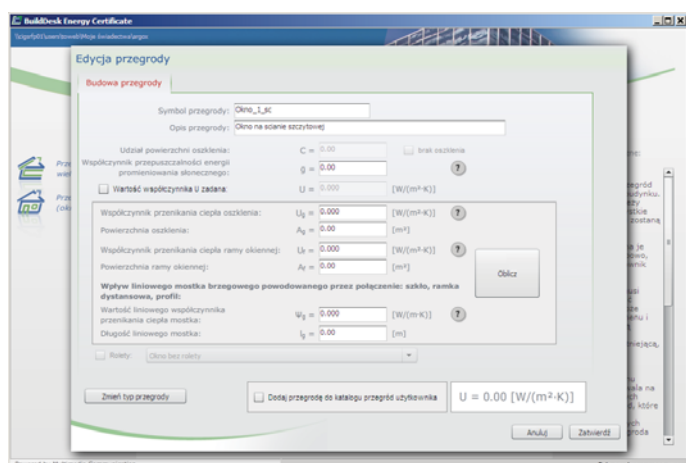 BuildDesk Energy Certificate
Edycja przegrody
Budowa przegrody
Symbol przegrody: Okno_1_sc
Opis przegrody: Okno na scianie szczytowej
Udział powierzchni oszklenia: C = 0.00 brak oszklenia
Współczynnik przepuszczalności energii
promieniowania słonecznego: g = 0.00 ?
Wartość współczynnika U zadana: U = 0.000 [W/(m²·K)]
Współczynnik przenikania ciepła oszklenia: Ug = 0.000 [W/(m²·K)] ?
Powierzchnia oszklenia: Ag = 0.00 [m²]
Współczynnik przenikania ciepła ramy okiennej: Ur = 0.000 [W/(m²·K)] ?
Powierzchnia ramy okiennej: Ar = 0.00 [m²]
Oblicz
Wpływ liniowego mostka brzegowego powodowanego przez połączenie: szkło, ramka
dystansowa, profil:
Wartość liniowego współczynnika
przenikania ciepła mostka: Ψg = 0.000 [W/(m·K)] ?
Długość liniowego mostka: lg = 0.00 [m]
Rolety: Okno bez rolety
Zmień typ przegrody
Dodaj przegrodę do katalogu przegród użytkownika
U = 0.00 [W/(m²·K)]
Anuluj Zatwierdź